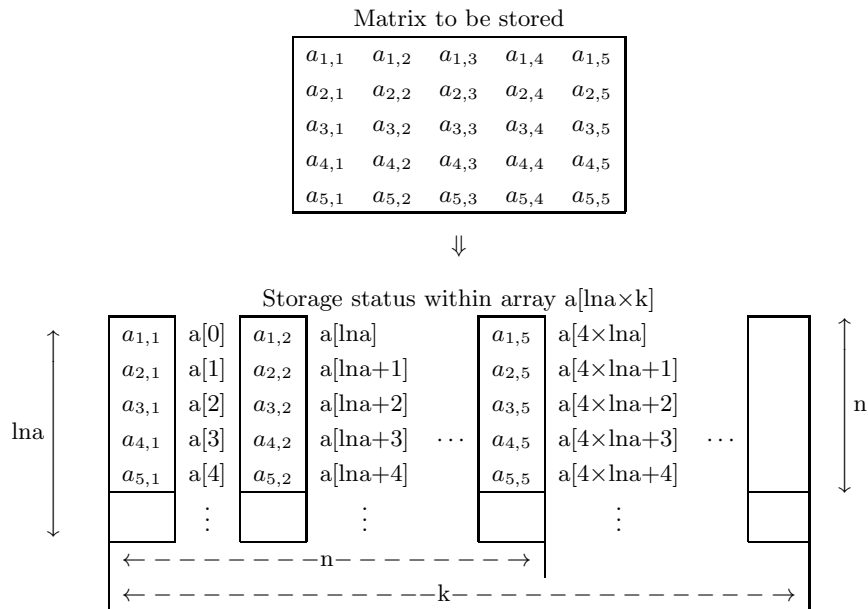 Matrix to be stored
a1,1 a1,2 a1,3 a1,4 a1,5
a2,1 a2,2 a2,3 a2,4 a2,5
a3,1 a3,2 a3,3 a3,4 a3,5
a4,1 a4,2 a4,3 a4,4 a4,5
a5,1 a5,2 a5,3 a5,4 a5,5
⇓
Storage status within array a[lna×k]
a1,1 a[0] a1,2 a[lna] a1,5 a[4×lna]
a2,1 a[1] a2,2 a[lna+1] a2,5 a[4×lna+1]
a3,1 a[2] a3,2 a[lna+2] a3,5 a[4×lna+2] n
lna a4,1 a[3] a4,2 a[lna+3] ··· a4,5 a[4×lna+3] ···
a5,1 a[4] a5,2 a[lna+4] a5,5 a[4×lna+4]
⋮ ⋮ ⋮
n
k